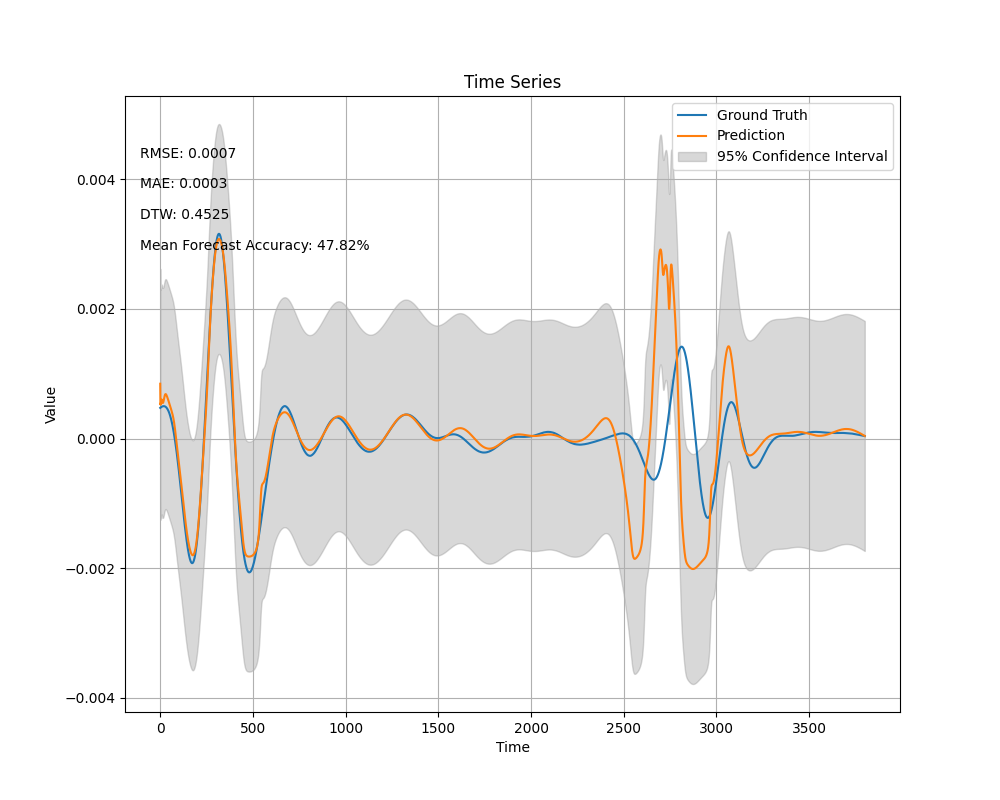 Time Series
Ground Truth
Prediction
95% Confidence Interval
RMSE: 0.0007
MAE: 0.0003
DTW: 0.4525
Mean Forecast Accuracy: 47.82%
Value
0.004
0.002
0.000
−0.002
−0.004
0 500 1000 1500 2000 2500 3000 3500
Time